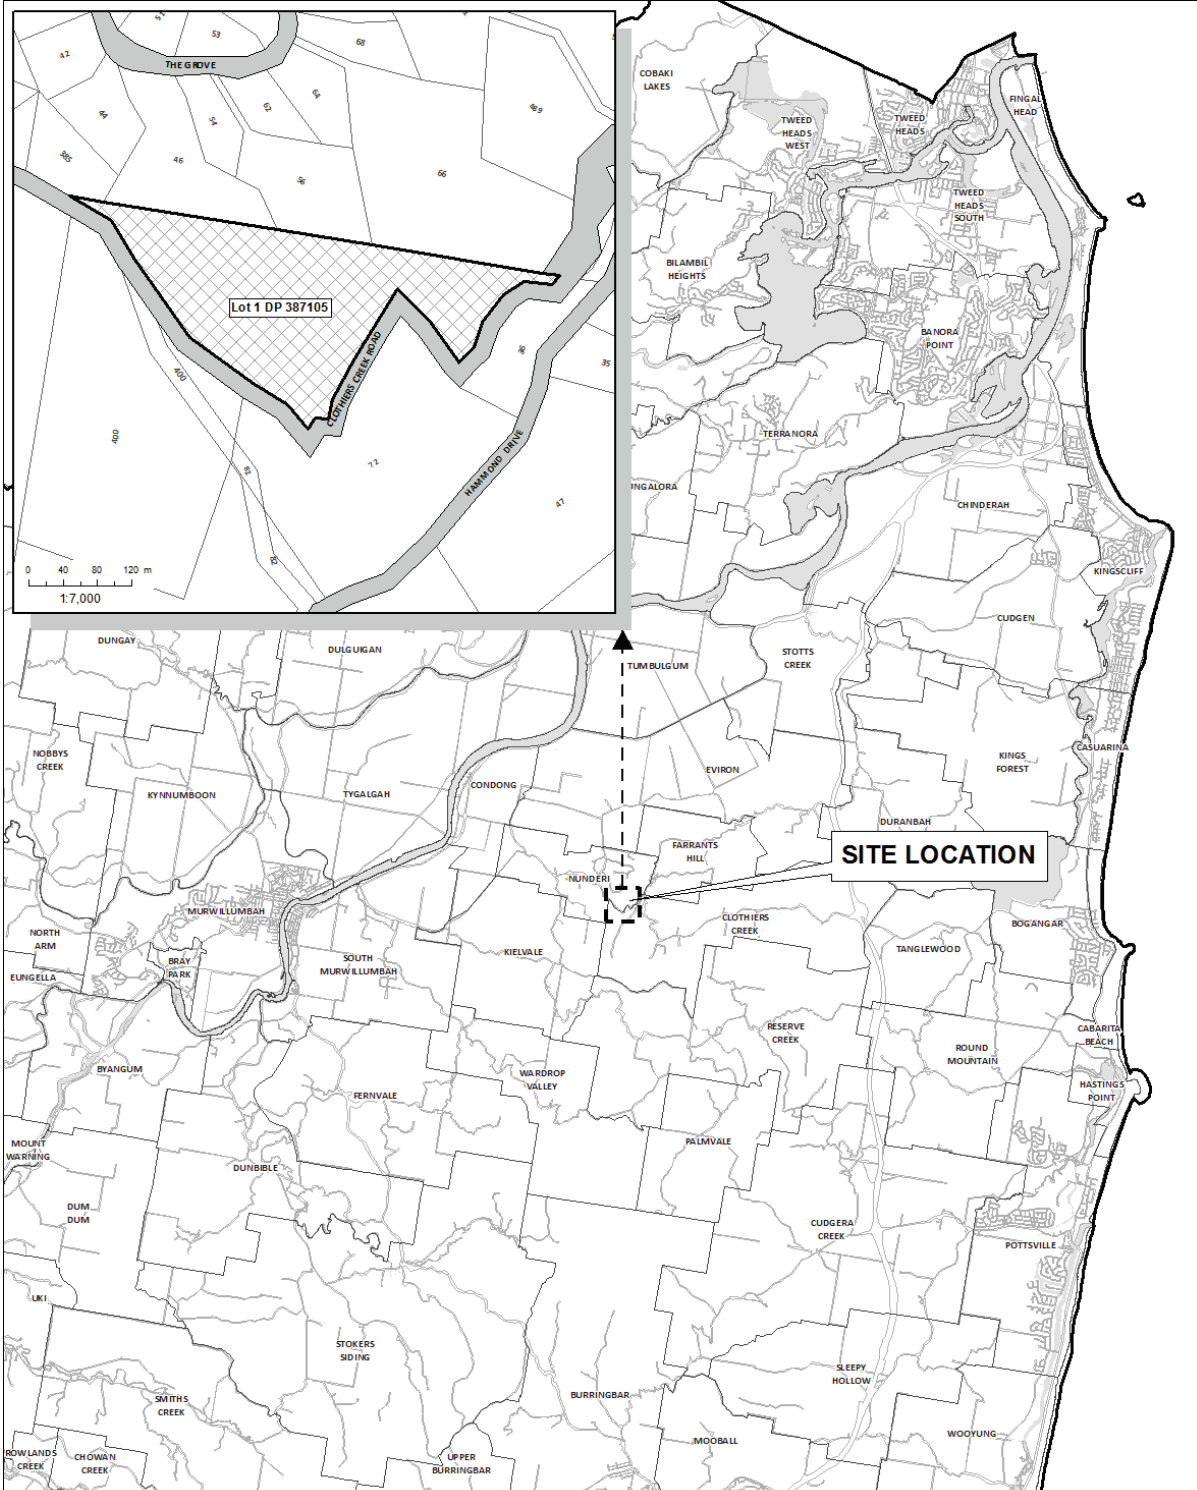 51
53
68
42
THE GROVE
64
62
489
44
54
385
46
56
66
Lot 1 DP 387105
CLOTHIERS CREEK ROAD
36
35
400
400
82
72
HAMMOND DRIVE
47
82
0 40 80 120 m
1:7,000
COBAKI
LAKES
TWEED
HEADS
WEST
TWEED
HEADS
FINGAL
HEAD
TWEED
HEADS
SOUTH
BILAMBIL
HEIGHTS
BANORA
POINT
TERRANORA
NGALORA
CHINDERAH
KINGSCLIFF
CUDGEN
DUNGAY
DULGUIGAN
TUMBULGUM
STOTTS
CREEK
NOBBYS
CREEK
KYNNUMBOON
TYGALGAH
CONDONG
EVIRON
KINGS
FOREST
CASUARINA
DURANBAH
FARRANTS
HILL
SITE LOCATION
NUNDERI
MURWILLUMBAH
NORTH
ARM
BRAY
PARK
EUNGELLA
SOUTH
MURWILLUMBAH
KIELVALE
CLOTHIERS
CREEK
TANGLEWOOD
BOGANGAR
RESERVE
CREEK
ROUND
MOUNTAIN
CABARITA
BEACH
HASTINGS
POINT
BYANGUM
FERNVALE
WARDROP
VALLEY
MOUNT
WARNING
DUNBIBLE
PALMVALE
DUM
DUM
CUDGERA
CREEK
POTTSVILLE
UKI
STOKERS
SIDING
SLEEPY
HOLLOW
SMITHS
CREEK
BURRINGBAR
MOOBALL
WOOYUNG
ROWLANDS
CREEK
CHOWAN
CREEK
UPPER
BURRINGBAR